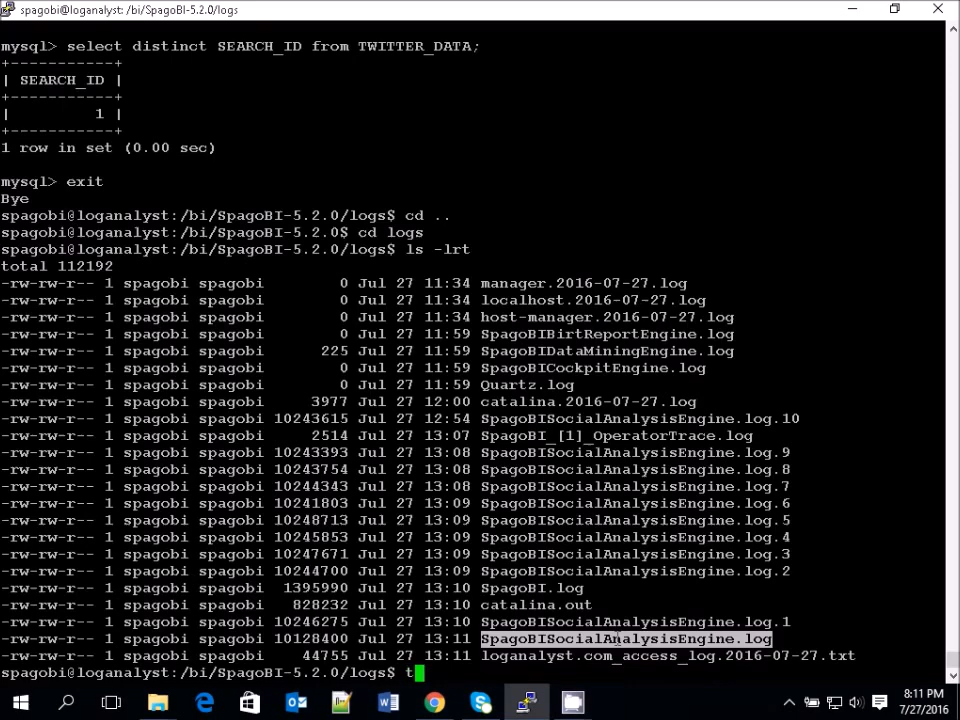 spagobi@loganalyst: /bi/SpagoBI-5.2.0/logs
mysql> select distinct SEARCH_ID from TWITTER_DATA;
+-----------+
| SEARCH_ID |
+-----------+
|         1 |
+-----------+
1 row in set (0.00 sec)
mysql> exit
Bye
spagobi@loganalyst:/bi/SpagoBI-5.2.0/logs$ cd ..
spagobi@loganalyst:/bi/SpagoBI-5.2.0$ cd logs
spagobi@loganalyst:/bi/SpagoBI-5.2.0/logs$ ls -lrt
total 112192
-rw-rw-r-- 1 spagobi spagobi        0 Jul 27 11:34 manager.2016-07-27.log
-rw-rw-r-- 1 spagobi spagobi        0 Jul 27 11:34 localhost.2016-07-27.log
-rw-rw-r-- 1 spagobi spagobi        0 Jul 27 11:34 host-manager.2016-07-27.log
-rw-rw-r-- 1 spagobi spagobi        0 Jul 27 11:59 SpagoBIBirtReportEngine.log
-rw-rw-r-- 1 spagobi spagobi      225 Jul 27 11:59 SpagoBIDataMiningEngine.log
-rw-rw-r-- 1 spagobi spagobi        0 Jul 27 11:59 SpagoBICockpitEngine.log
-rw-rw-r-- 1 spagobi spagobi        0 Jul 27 11:59 Quartz.log
-rw-rw-r-- 1 spagobi spagobi     3977 Jul 27 12:00 catalina.2016-07-27.log
-rw-rw-r-- 1 spagobi spagobi 10243615 Jul 27 12:54 SpagoBISocialAnalysisEngine.log.10
-rw-rw-r-- 1 spagobi spagobi     2514 Jul 27 13:07 SpagoBI_[1]_OperatorTrace.log
-rw-rw-r-- 1 spagobi spagobi 10243393 Jul 27 13:08 SpagoBISocialAnalysisEngine.log.9
-rw-rw-r-- 1 spagobi spagobi 10243754 Jul 27 13:08 SpagoBISocialAnalysisEngine.log.8
-rw-rw-r-- 1 spagobi spagobi 10244343 Jul 27 13:08 SpagoBISocialAnalysisEngine.log.7
-rw-rw-r-- 1 spagobi spagobi 10241803 Jul 27 13:09 SpagoBISocialAnalysisEngine.log.6
-rw-rw-r-- 1 spagobi spagobi 10248713 Jul 27 13:09 SpagoBISocialAnalysisEngine.log.5
-rw-rw-r-- 1 spagobi spagobi 10245853 Jul 27 13:09 SpagoBISocialAnalysisEngine.log.4
-rw-rw-r-- 1 spagobi spagobi 10247671 Jul 27 13:09 SpagoBISocialAnalysisEngine.log.3
-rw-rw-r-- 1 spagobi spagobi 10244700 Jul 27 13:09 SpagoBISocialAnalysisEngine.log.2
-rw-rw-r-- 1 spagobi spagobi  1395990 Jul 27 13:10 SpagoBI.log
-rw-rw-r-- 1 spagobi spagobi   828232 Jul 27 13:10 catalina.out
-rw-rw-r-- 1 spagobi spagobi 10246275 Jul 27 13:10 SpagoBISocialAnalysisEngine.log.1
-rw-rw-r-- 1 spagobi spagobi 10128400 Jul 27 13:11 SpagoBISocialAnalysisEngine.log
-rw-rw-r-- 1 spagobi spagobi    44755 Jul 27 13:11 loganalyst.com_access_log.2016-07-27.txt
spagobi@loganalyst:/bi/SpagoBI-5.2.0/logs$ t
8:11 PM
7/27/2016